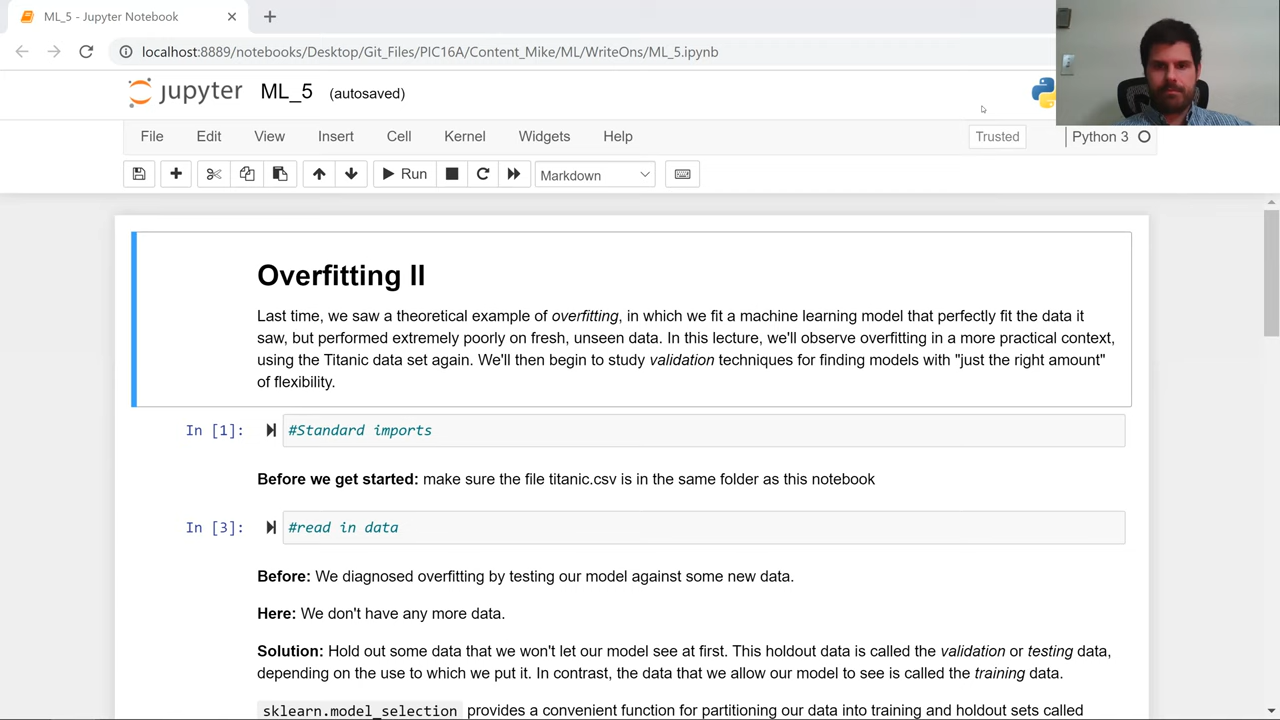 ML_5 - Jupyter Notebook
localhost:8889/notebooks/Desktop/Git_Files/PIC16A/Content_Mike/ML/WriteOns/ML_5.ipynb
jupyter ML_5 (autosaved)
File Edit View Insert Cell Kernel Widgets Help Trusted Python 3
Run Markdown
Overfitting II
Last time, we saw a theoretical example of overfitting, in which we fit a machine learning model that perfectly fit the data it
saw, but performed extremely poorly on fresh, unseen data. In this lecture, we'll observe overfitting in a more practical context,
using the Titanic data set again. We'll then begin to study validation techniques for finding models with "just the right amount"
of flexibility.
In [1]: #Standard imports
Before we get started: make sure the file titanic.csv is in the same folder as this notebook
In [3]: #read in data
Before: We diagnosed overfitting by testing our model against some new data.
Here: We don't have any more data.
Solution: Hold out some data that we won't let our model see at first. This holdout data is called the validation or testing data,
depending on the use to which we put it. In contrast, the data that we allow our model to see is called the training data.
sklearn.model_selection provides a convenient function for partitioning our data into training and holdout sets called